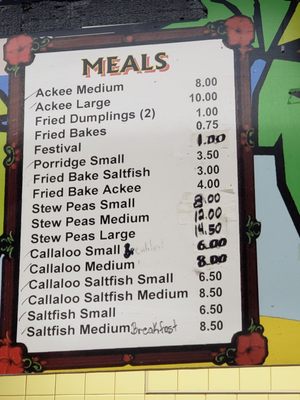 MEALS
Ackee Medium 8.00
Ackee Large 10.00
Fried Dumplings (2) 1.00
Fried Bakes 0.75
Festival 1.00
Porridge Small 3.50
Fried Bake Saltfish 3.00
Fried Bake Ackee 4.00
Stew Peas Small 8.00
Stew Peas Medium 12.00
Stew Peas Large 14.50
Callaloo Small 6.00
Callaloo Medium 8.00
Callaloo Saltfish Small 6.50
Callaloo Saltfish Medium 8.50
Saltfish Small 6.50
Saltfish Medium Breakfast 8.50